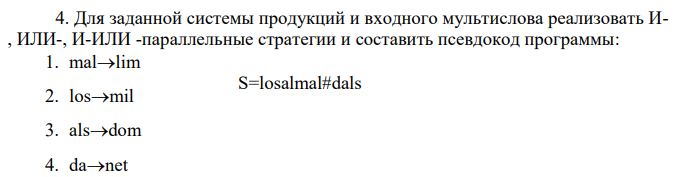 4. Для заданной системы продукций и входного мультислова реализовать И-
, ИЛИ-, И-ИЛИ -параллельные стратегии и составить псевдокод программы:
1. mal→lim
S=losalmal#dals
2. los→mil
3. als→dom
4. da→net